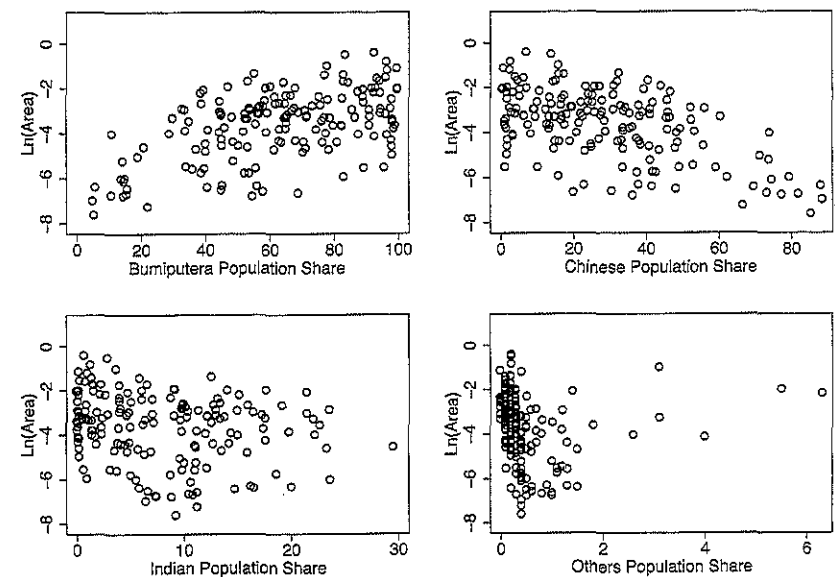 Ln(Area)
0
-2
-4
-6
-8
0 20 40 60 80 100
Bumiputera Population Share
Ln(Area)
0
-2
-4
-6
-8
0 20 40 60 80
Chinese Population Share
Ln(Area)
0
-2
-4
-6
-8
0 10 20 30
Indian Population Share
Ln(Area)
0
-2
-4
-6
-8
0 2 4 6
Others Population Share